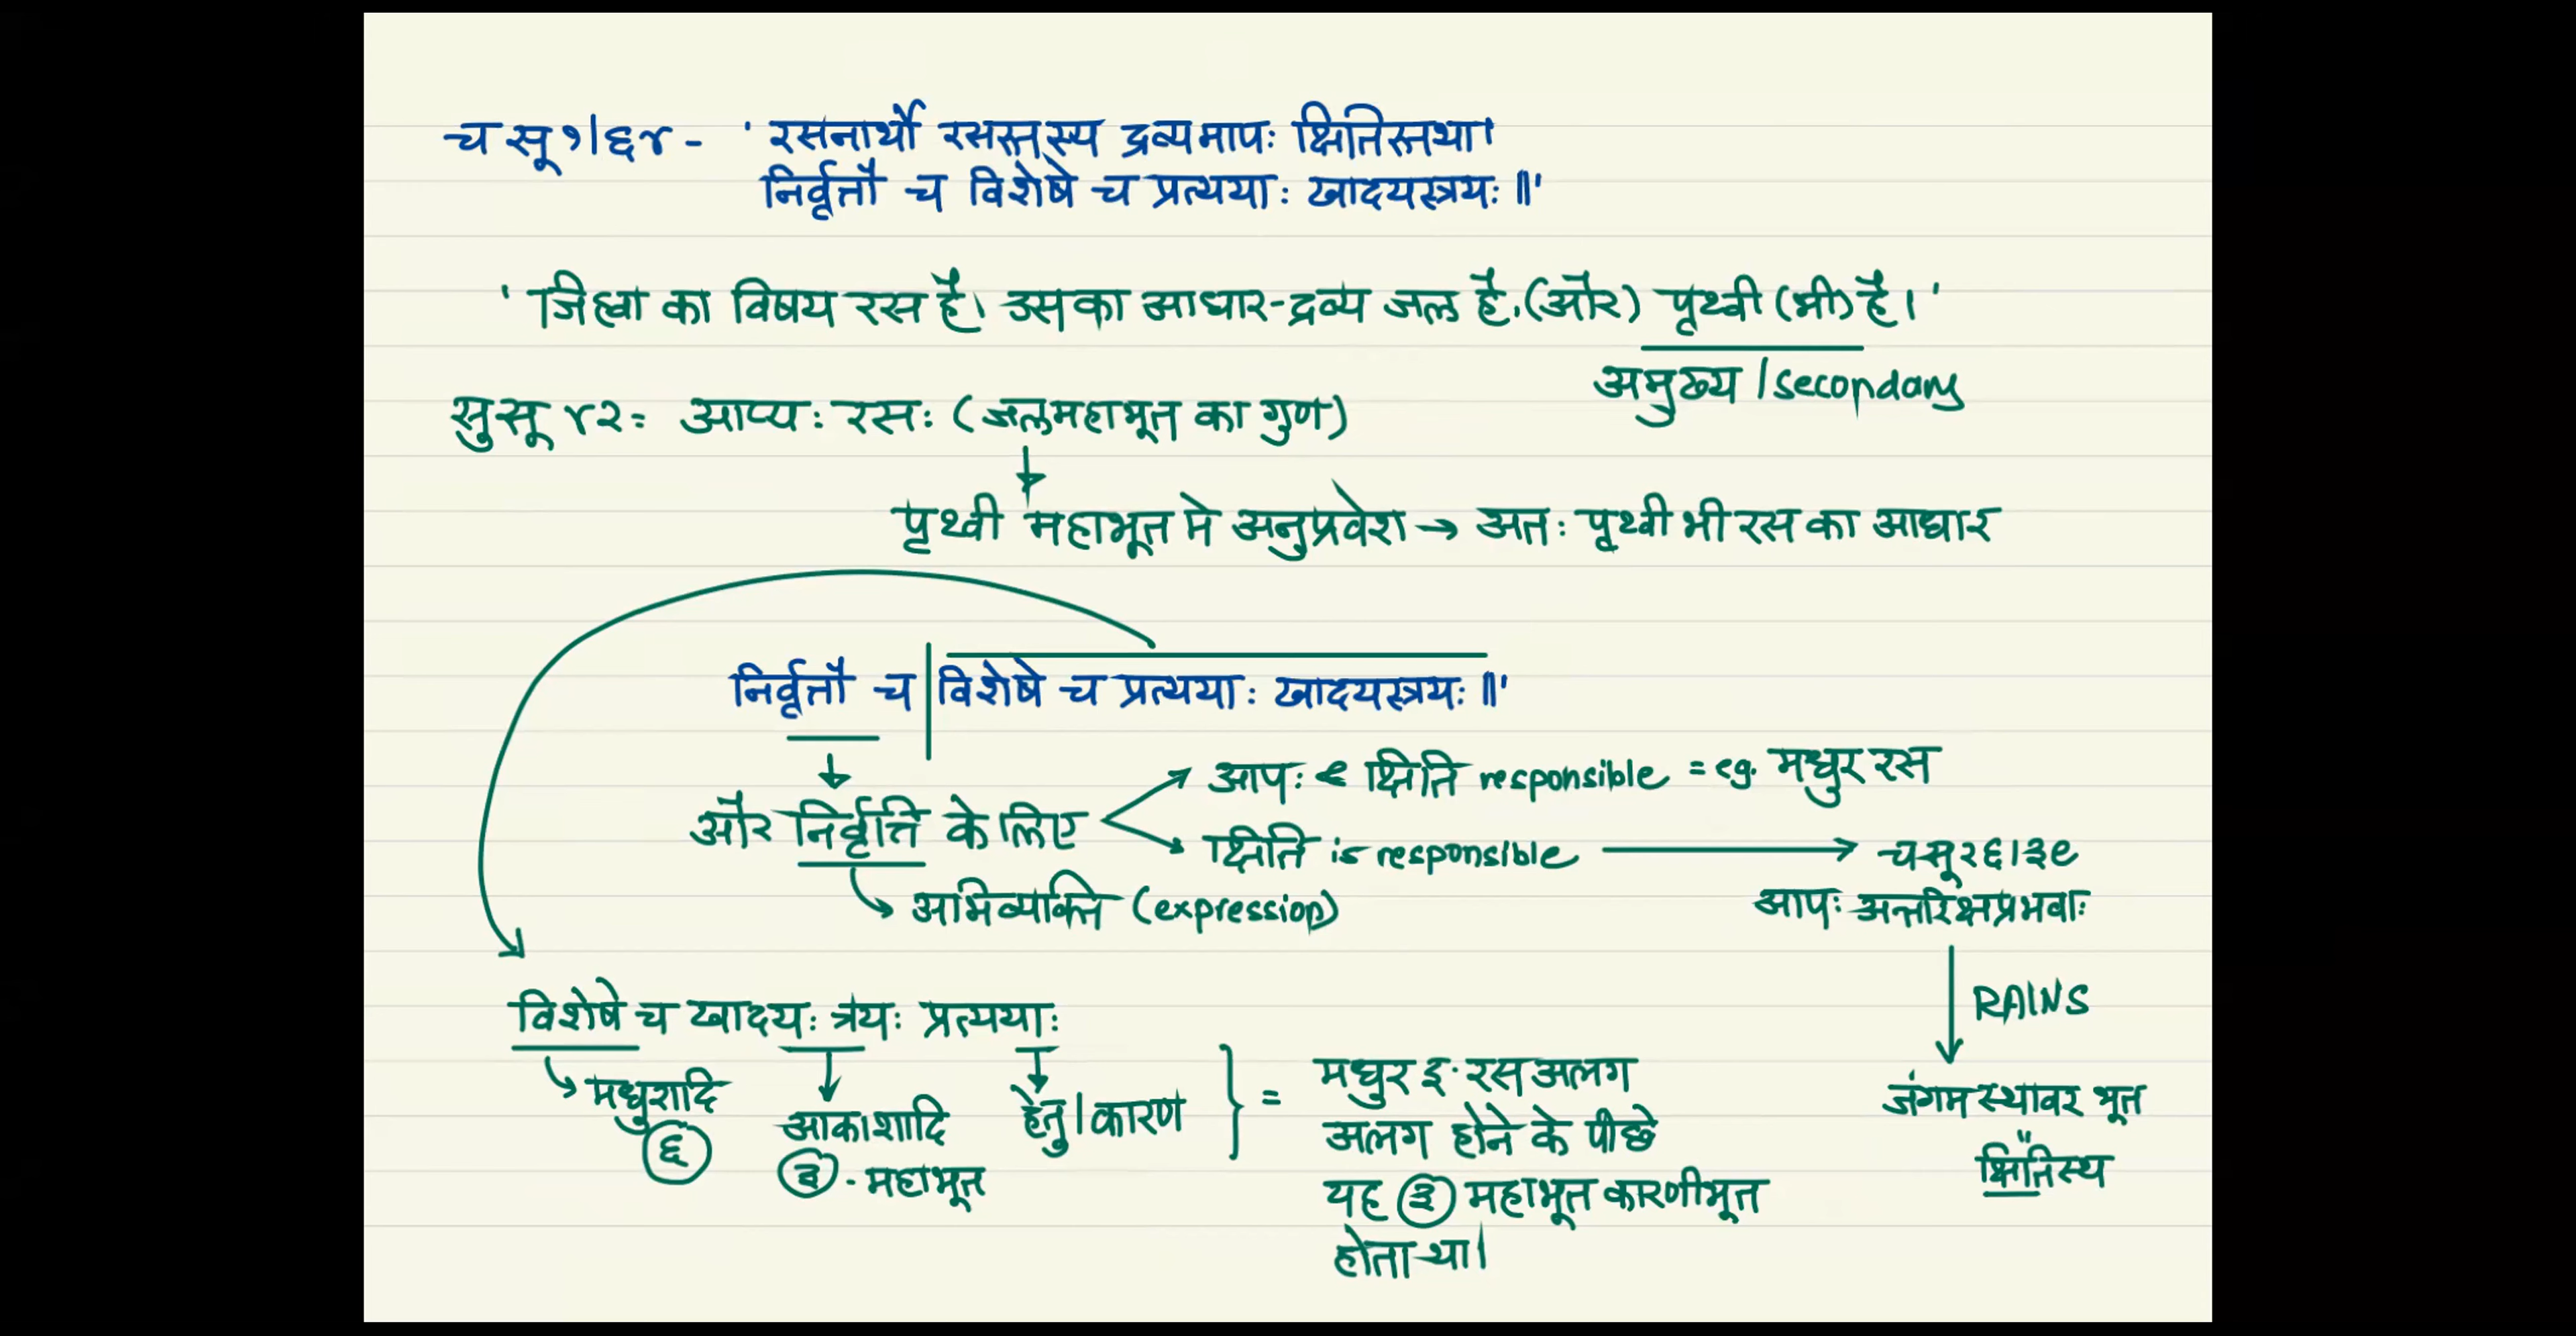 च सू १|६४ - ' रसनार्थो रसस्तस्य द्रव्यमापः क्षितिस्तथा।
निर्वृत्तौ च विशेषे च प्रत्ययाः खादयस्त्रयः ॥'
' जिह्वा का विषय रस है। उसका आधार-द्रव्य जल है.(और) पृथ्वी (भी) है। '
अमुख्य / secondary
सु सू ४२= आप्यः रसः (जलमहाभूत का गुण)
पृथ्वी महाभूत मे अनुप्रवेश → अतः पृथ्वी भी रस का आधार
निर्वृत्तौ च | विशेषे च प्रत्ययाः खादयस्त्रयः ॥'
आपः & क्षिति responsible = eg. मधुर रस
और निर्वृत्ति के लिए
क्षिति is responsible → च सू २६।३९
अभिव्यक्ति (expression)
आपः अन्तरिक्षप्रभवाः
RAINS
विशेषे च खादयः त्रयः प्रत्ययाः
मधुरादि ६
आकाशादि ३ - महाभूत
हेतु | कारण
} = मधुर इ. रस अलग
अलग होने के पीछे
यह ③ महाभूत कारणीभूत
होता था।
जंगम स्थावर भूत
"
क्षितिस्थ